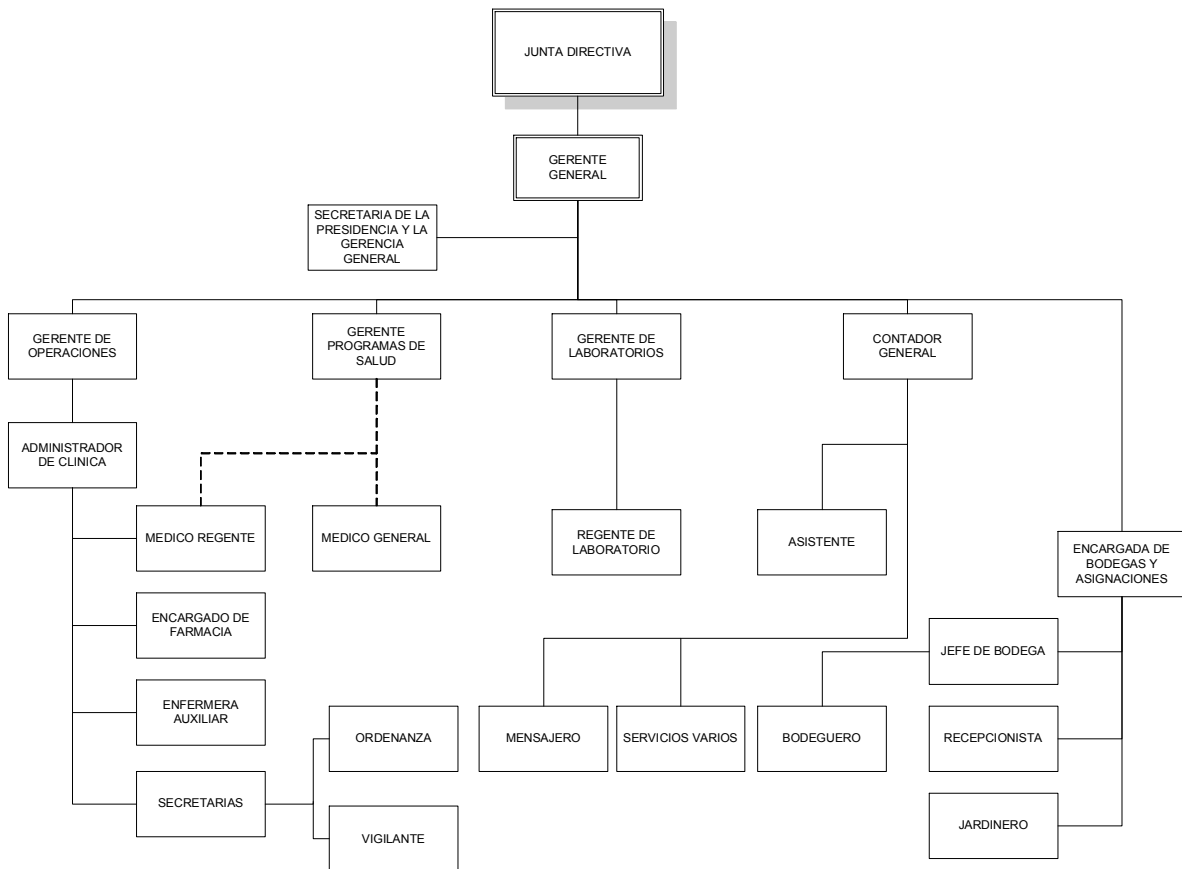 JUNTA DIRECTIVA
GERENTE
GENERAL
SECRETARIA DE LA
PRESIDENCIA Y LA
GERENCIA
GENERAL
GERENTE DE
OPERACIONES
GERENTE
PROGRAMAS DE
SALUD
GERENTE DE
LABORATORIOS
CONTADOR
GENERAL
ADMINISTRADOR
DE CLINICA
MEDICO REGENTE
MEDICO GENERAL
REGENTE DE
LABORATORIO
ASISTENTE
ENCARGADA DE
BODEGAS Y
ASIGNACIONES
ENCARGADO DE
FARMACIA
JEFE DE BODEGA
ENFERMERA
AUXILIAR
ORDENANZA
MENSAJERO
SERVICIOS VARIOS
BODEGUERO
RECEPCIONISTA
SECRETARIAS
VIGILANTE
JARDINERO